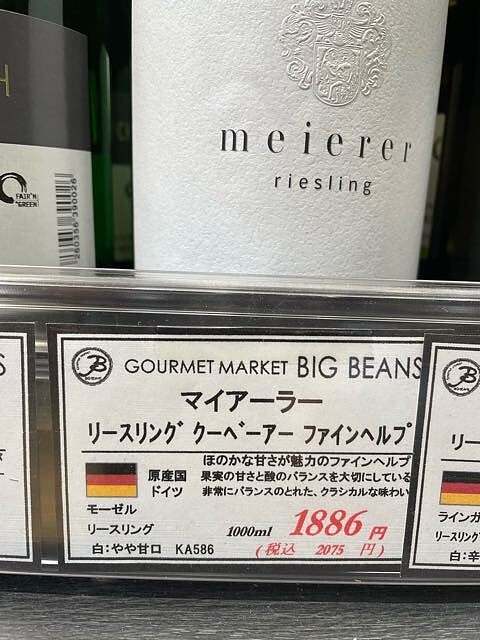 H
FAIR'N
GREEN
260356 390026
meierer
riesling
S
B
GOURMET MARKET BIG BEANS
マイアーラー
リースリング クーベーアー ファインヘルプ
ほのかな甘さが魅力のファインヘルプ
原産国 果実の甘さと酸のバランスを大切にしている
ドイツ 非常にバランスのとれた、クラシカルな味わい
モーゼル
リースリング 1000ml 1886円
白:やや甘口 KA586 (税込 2075 円)
B
リー
ラインガ
リースリング
白:辛